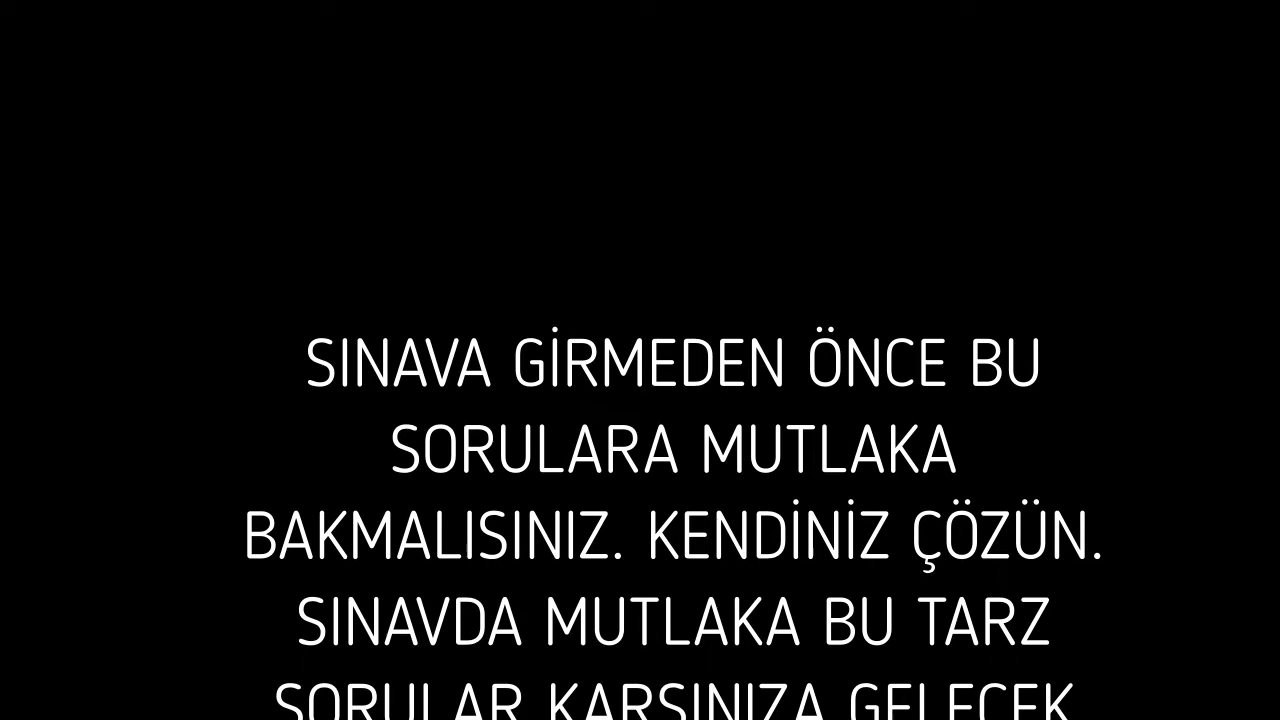 SINAVA GİRMEDEN ÖNCE BU
SORULARA MUTLAKA
BAKMALISINIZ. KENDİNİZ ÇÖZÜN.
SINAVDA MUTLAKA BU TARZ
SORULAR KARŞINIZA GELECEK